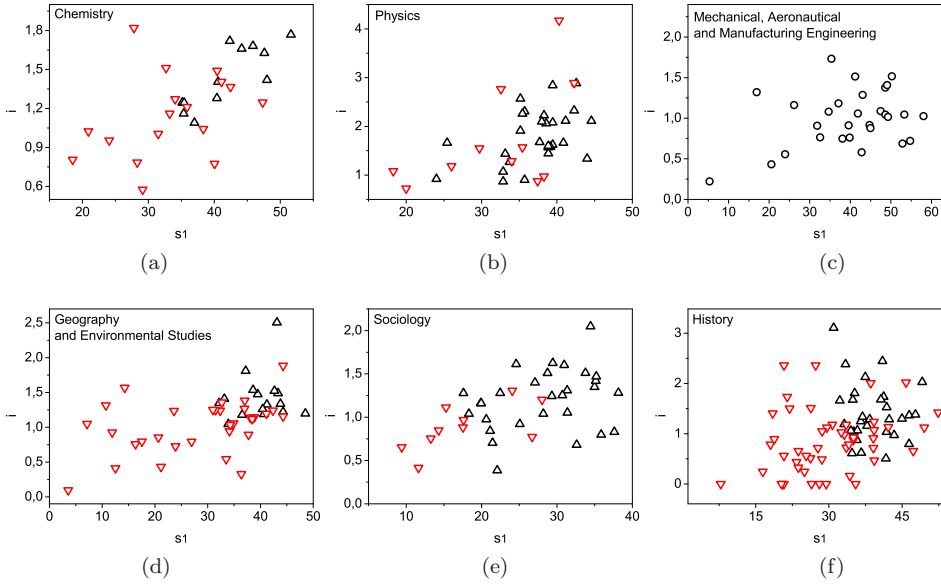 Chemistry
1,8
1,5
1,2
0,9
0,6
i
20 30 40 50
s1
(a)
Physics
4
3
2
1
0
i
20 30 40 50
s1
(b)
Mechanical, Aeronautical
and Manufacturing Engineering
2,0
1,5
1,0
0,5
0,0
i
0 10 20 30 40 50 60
s1
(c)
Geography
and Environmental Studies
2,5
2,0
1,5
1,0
0,5
0,0
i
0 10 20 30 40 50
s1
(d)
Sociology
2,0
1,5
1,0
0,5
0,0
i
10 20 30 40
s1
(e)
History
3
2
1
0
i
15 30 45
s1
(f)